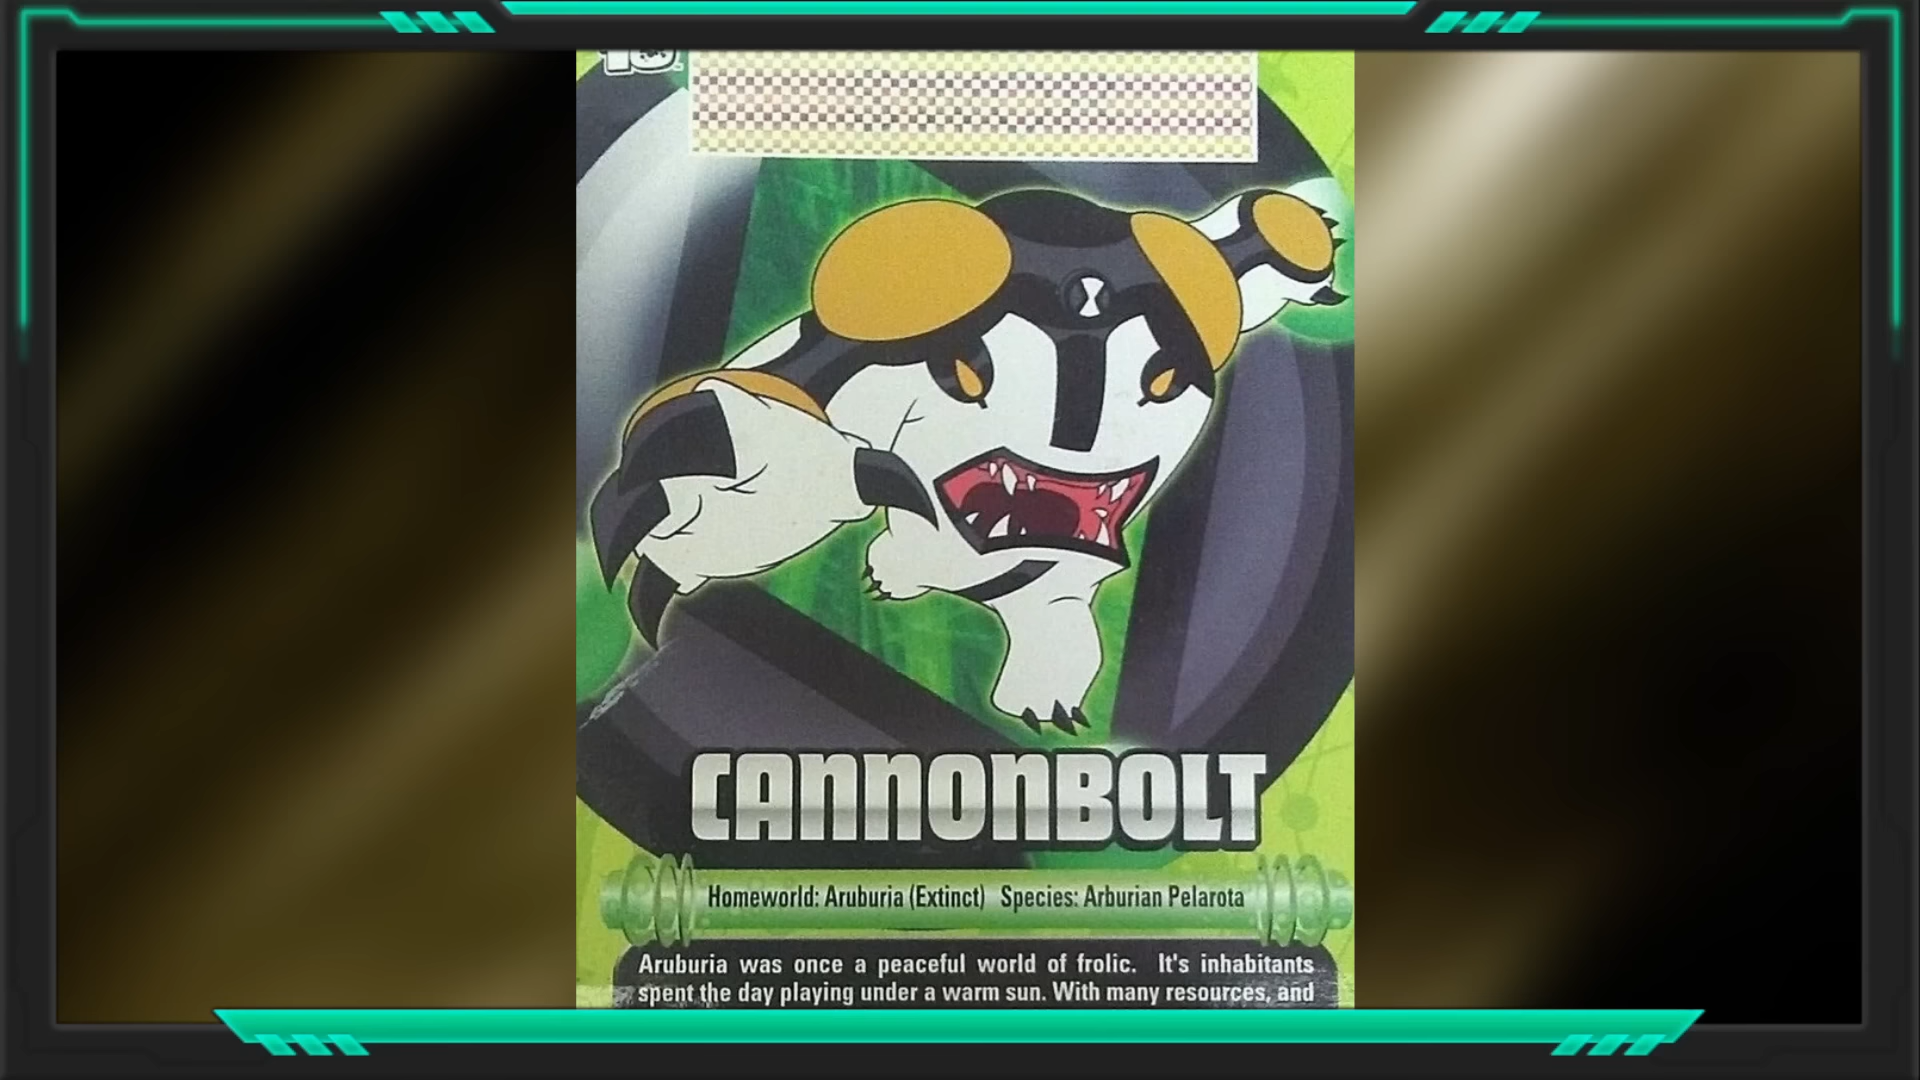 10
CANNONBOLT
Homeworld: Aruburia (Extinct) Species: Arburian Pelarota
Aruburia was once a peaceful world of frolic. It's inhabitants
spent the day playing under a warm sun. With many resources, and